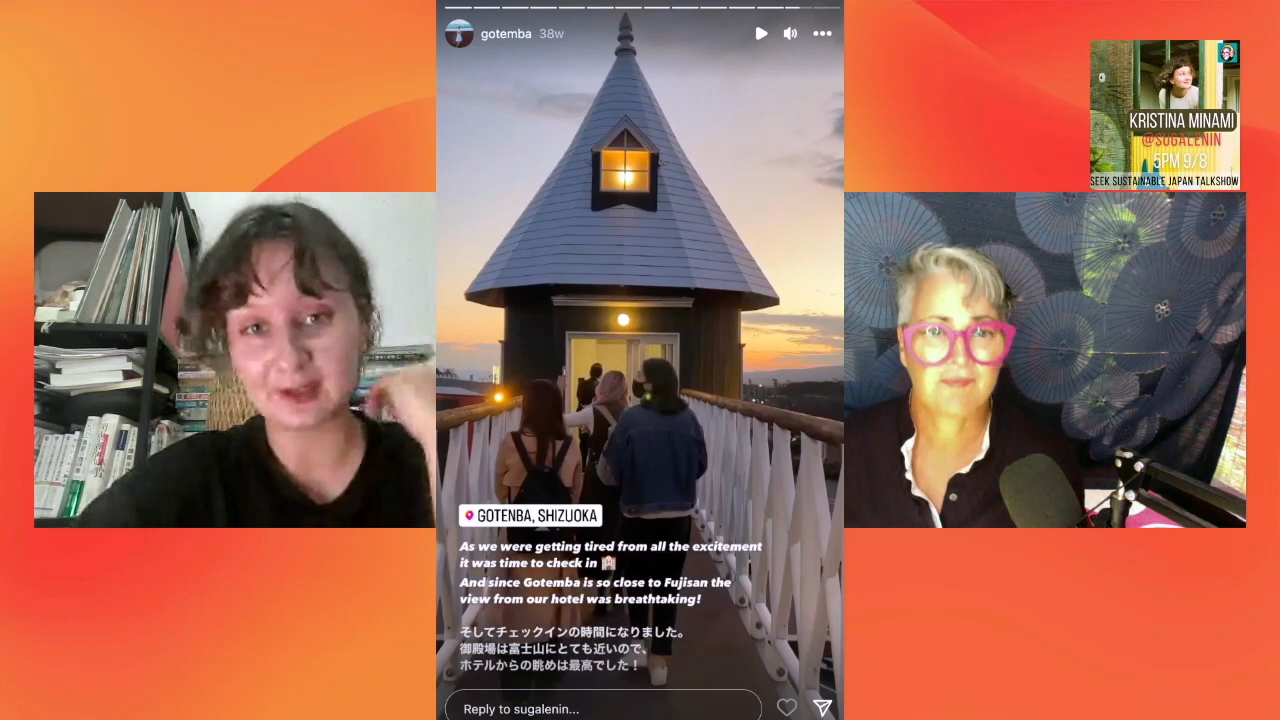 gotemba 38w
KRISTINA MINAMI
@SUGALENIN
5PM 9/8
SEEK SUSTAINABLE JAPAN TALKSHOW
GOTENBA, SHIZUOKA
As we were getting tired from all the excitement
it was time to check in 🏩
And since Gotemba is so close to Fujisan the
view from our hotel was breathtaking!
そしてチェックインの時間になりました。
御殿場は富士山にとても近いので、
ホテルからの眺めは最高でした！
Reply to sugalenin...